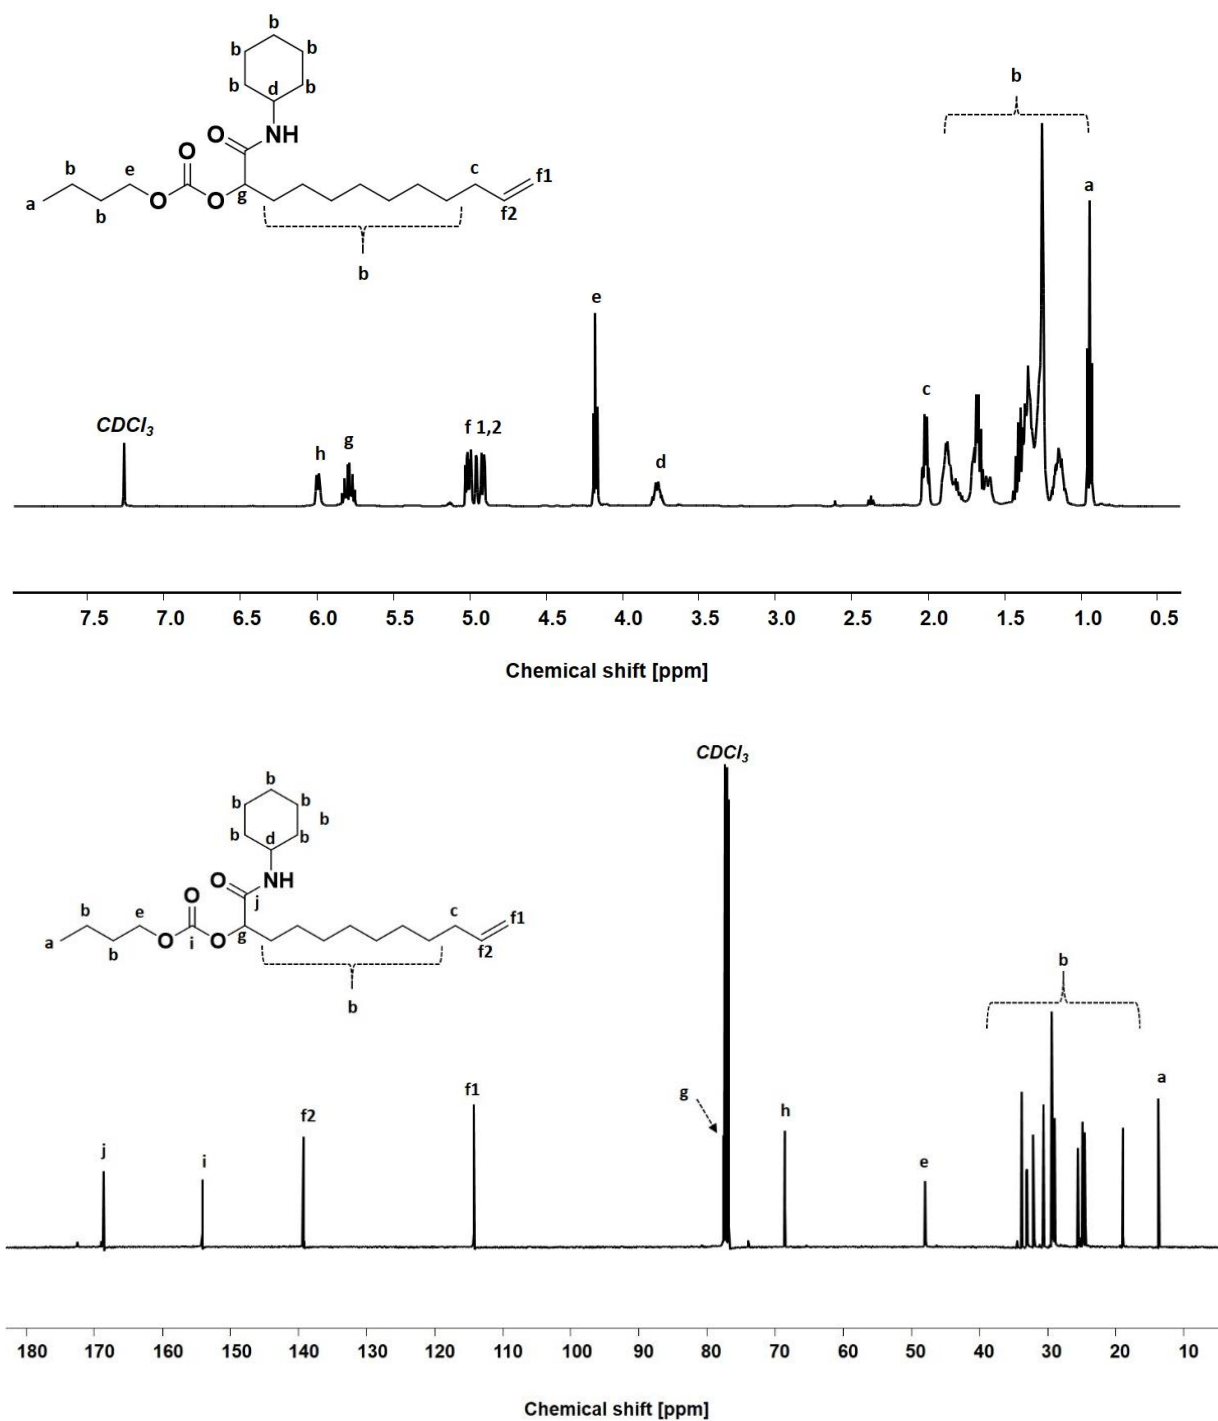 b
b b
b d b
O NH
O
b e c f1
a b O O g f2
b
b
a
e
c
CDCl3
h g f 1,2 d
7.5 7.0 6.5 6.0 5.5 5.0 4.5 4.0 3.5 3.0 2.5 2.0 1.5 1.0 0.5
Chemical shift [ppm]
CDCl3
b
b b
b
b d b
O NH
O j
b e c f1
a b O i O g f2
b
b
g f1 a
f2 h
j i e
180 170 160 150 140 130 120 110 100 90 80 70 60 50 40 30 20 10
Chemical shift [ppm]